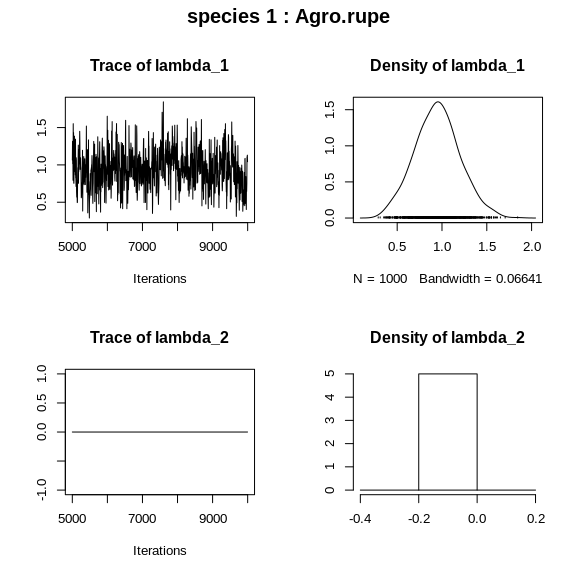 species 1 : Agro.rupe
Trace of lambda_1
0.5 1.0 1.5
5000 7000 9000
Iterations
Density of lambda_1
0.0 0.5 1.0 1.5
0.5 1.0 1.5 2.0
N = 1000 Bandwidth = 0.06641
Trace of lambda_2
-1.0 0.0 0.5 1.0
5000 7000 9000
Iterations
Density of lambda_2
0 1 2 3 4 5
-0.4 -0.2 0.0 0.2